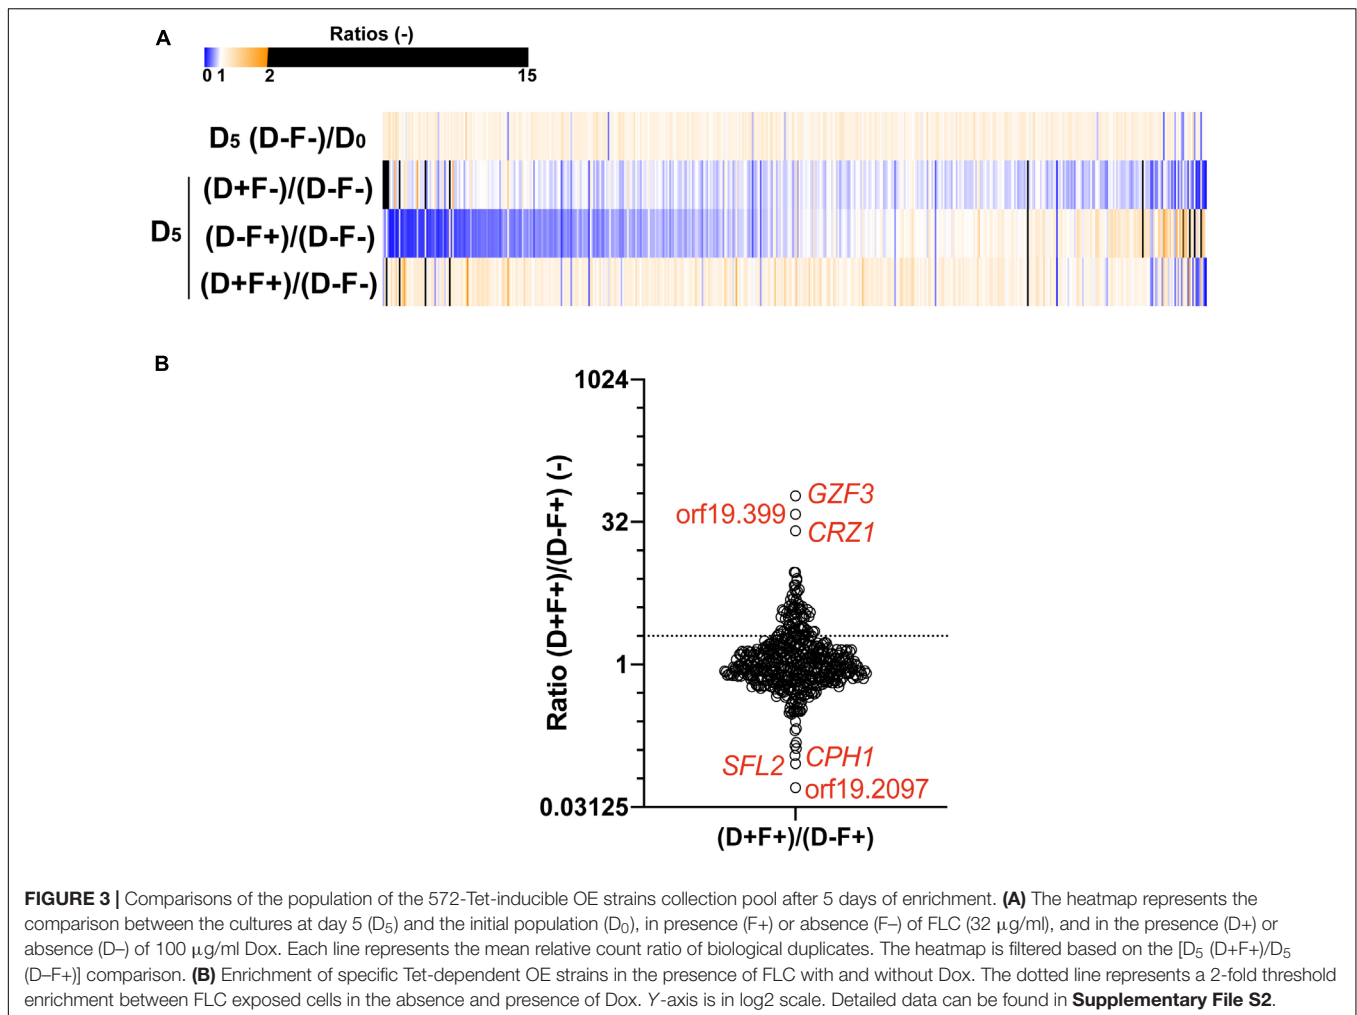 A
Ratios (-)
0 1 2 15
D5 (D-F-)/D0
(D+F-)/(D-F-)
D5
(D-F+)/(D-F-)
(D+F+)/(D-F-)
B
1024
32
1
0.03125
Ratio (D+F+)/(D-F+) (-)
GZF3
orf19.399
CRZ1
SFL2
CPH1
orf19.2097
(D+F+)/(D-F+)
FIGURE 3 | Comparisons of the population of the 572-Tet-inducible OE strains collection pool after 5 days of enrichment. (A) The heatmap represents the
comparison between the cultures at day 5 (D5) and the initial population (D0), in presence (F+) or absence (F–) of FLC (32 μg/ml), and in the presence (D+) or
absence (D–) of 100 μg/ml Dox. Each line represents the mean relative count ratio of biological duplicates. The heatmap is filtered based on the [D5 (D+F+)/D5
(D–F+)] comparison. (B) Enrichment of specific Tet-dependent OE strains in the presence of FLC with and without Dox. The dotted line represents a 2-fold threshold
enrichment between FLC exposed cells in the absence and presence of Dox. Y-axis is in log2 scale. Detailed data can be found in Supplementary File S2.